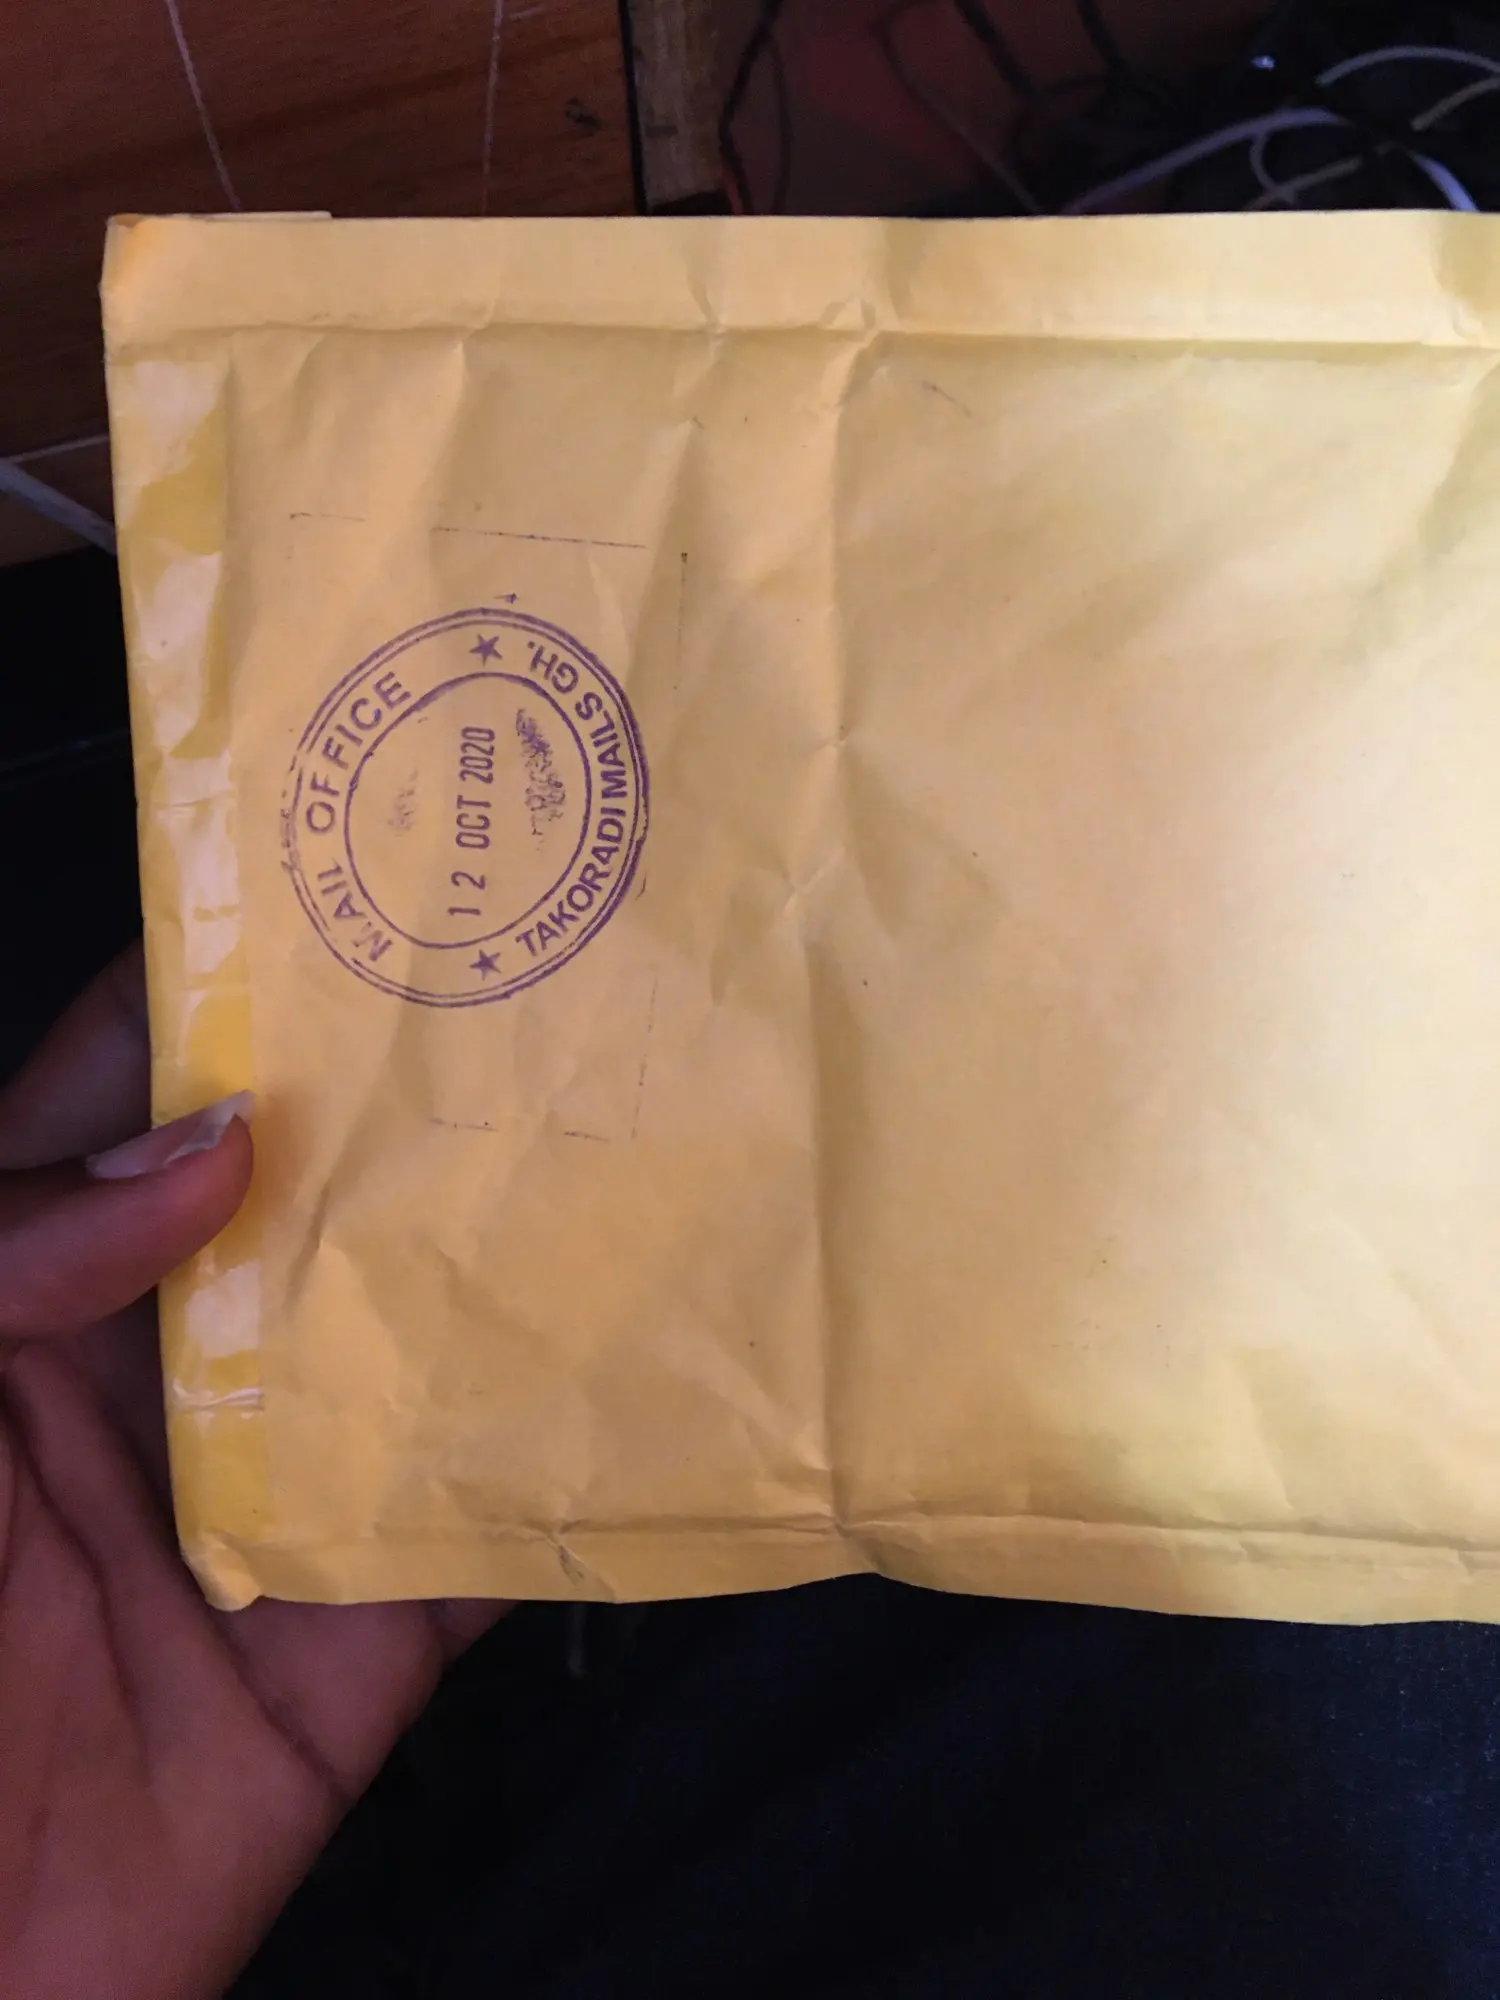 MAIL OFFICE
12 OCT 2020
TAKORADI MAILS GH.